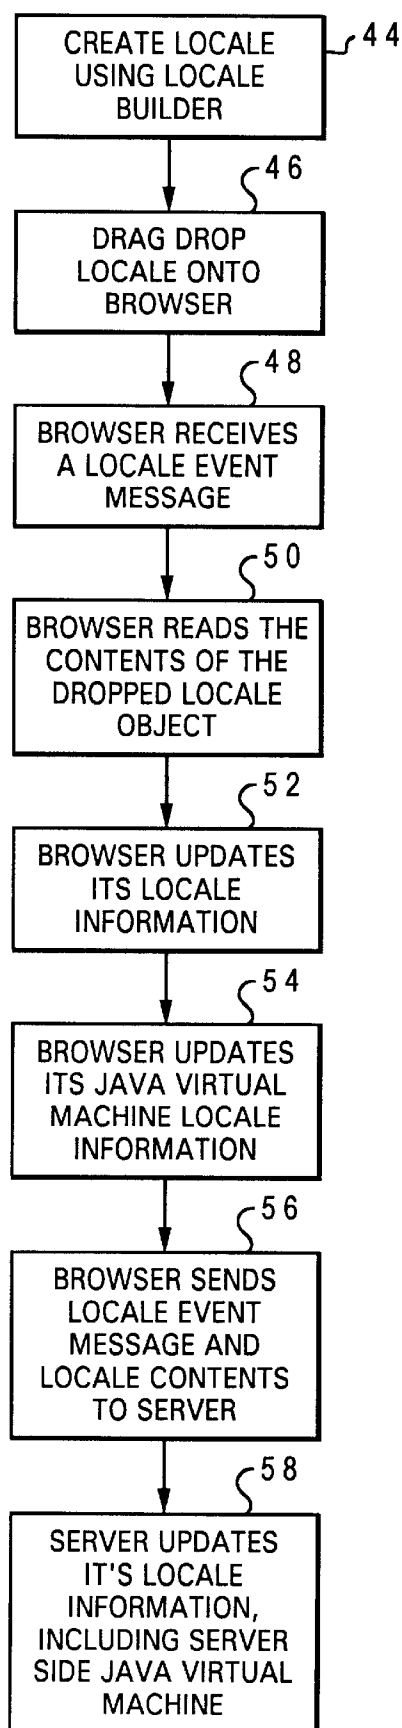 CREATE LOCALE
USING LOCALE
BUILDER
44
46
DRAG DROP
LOCALE ONTO
BROWSER
48
BROWSER RECEIVES
A LOCALE EVENT
MESSAGE
50
BROWSER READS THE
CONTENTS OF THE
DROPPED LOCALE
OBJECT
52
BROWSER UPDATES
ITS LOCALE
INFORMATION
54
BROWSER UPDATES
ITS JAVA VIRTUAL
MACHINE LOCALE
INFORMATION
56
BROWSER SENDS
LOCALE EVENT
MESSAGE AND
LOCALE CONTENTS
TO SERVER
58
SERVER UPDATES
IT'S LOCALE
INFORMATION,
INCLUDING SERVER
SIDE JAVA VIRTUAL
MACHINE